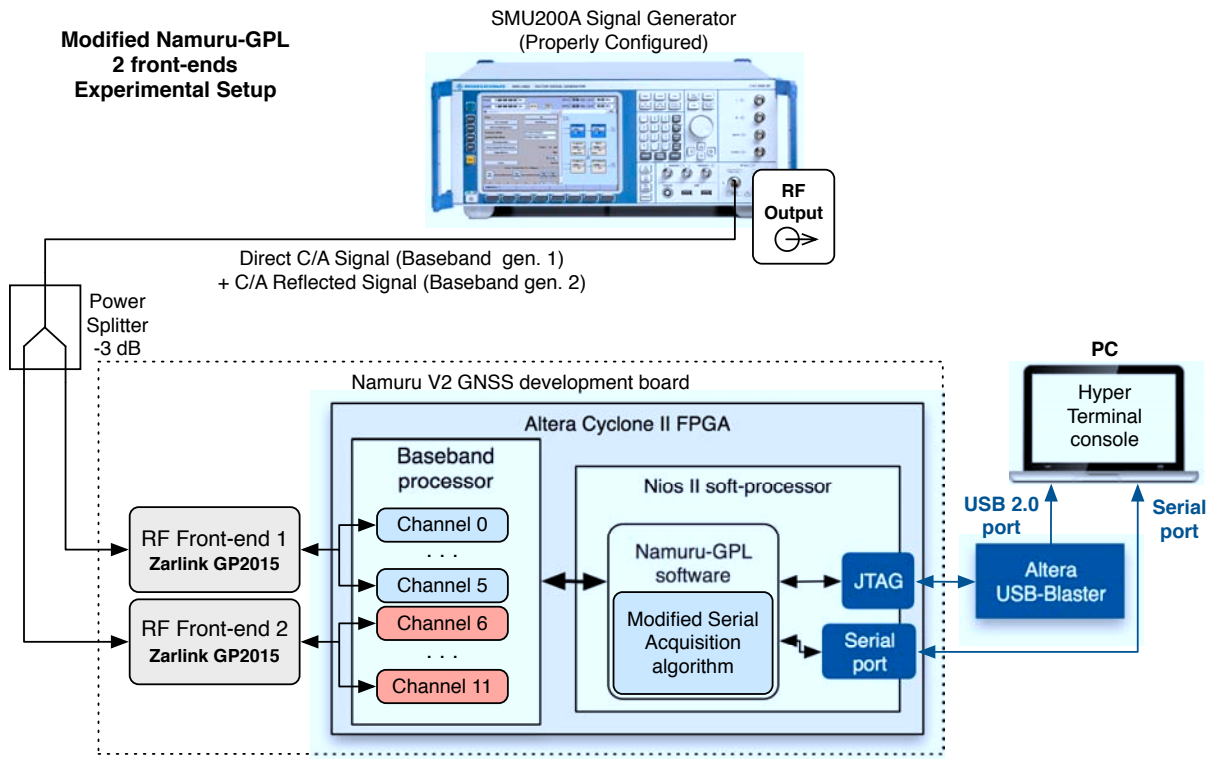 Modified Namuru-GPL
2 front-ends
Experimental Setup
SMU200A Signal Generator
(Properly Configured)
RF
Output
Direct C/A Signal (Baseband gen. 1)
+ C/A Reflected Signal (Baseband gen. 2)
Power
Splitter
-3 dB
Namuru V2 GNSS development board
Altera Cyclone II FPGA
Baseband
processor
Channel 0
. . .
Channel 5
Channel 6
. . .
Channel 11
RF Front-end 1
Zarlink GP2015
RF Front-end 2
Zarlink GP2015
Nios II soft-processor
Namuru-GPL
software
Modified Serial
Acquisition
algorithm
JTAG
Serial
port
PC
Hyper
Terminal
console
USB 2.0
port
Serial
port
Altera
USB-Blaster